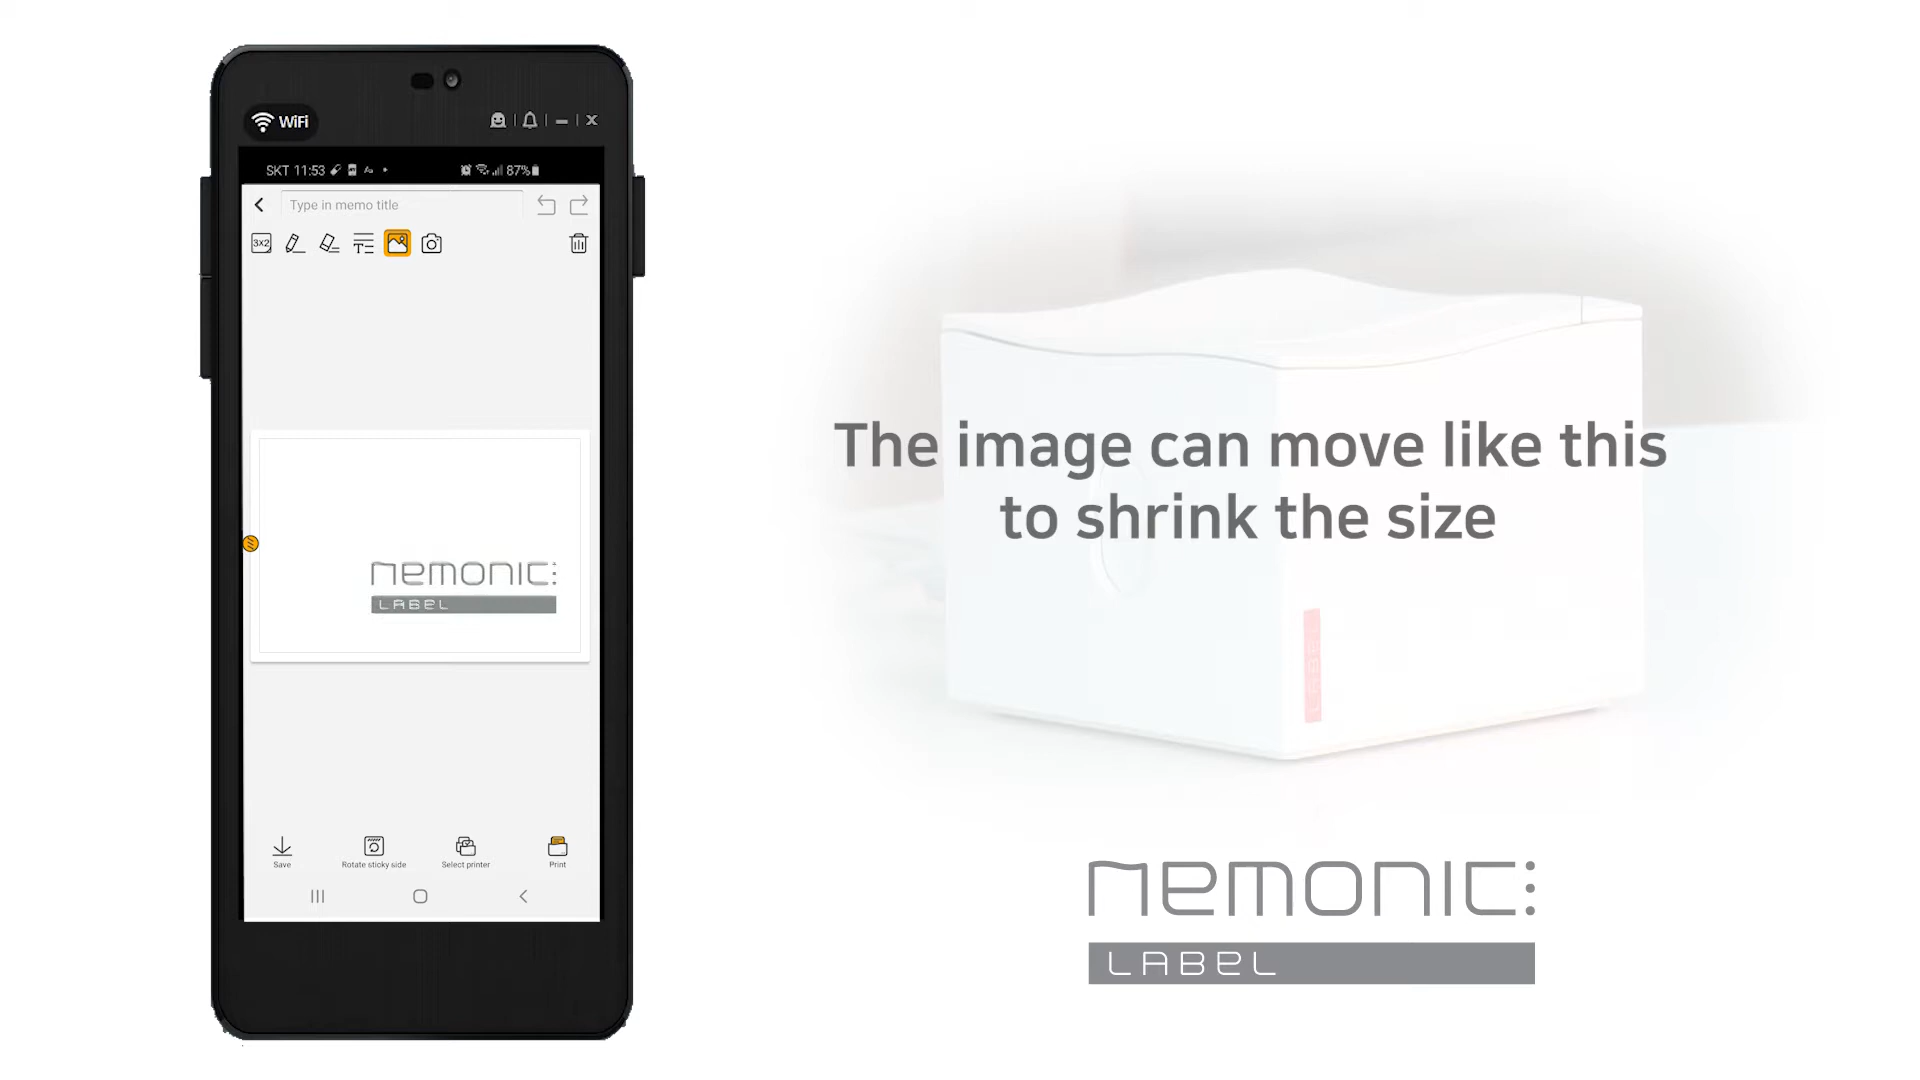 WiFi
SKT 11:53
87%
Type in memo title
3X2
nemonic:
LABEL
Save
Rotate sticky side
Select printer
Print
The image can move like this
to shrink the size
LABEL
nemonic:
LABEL